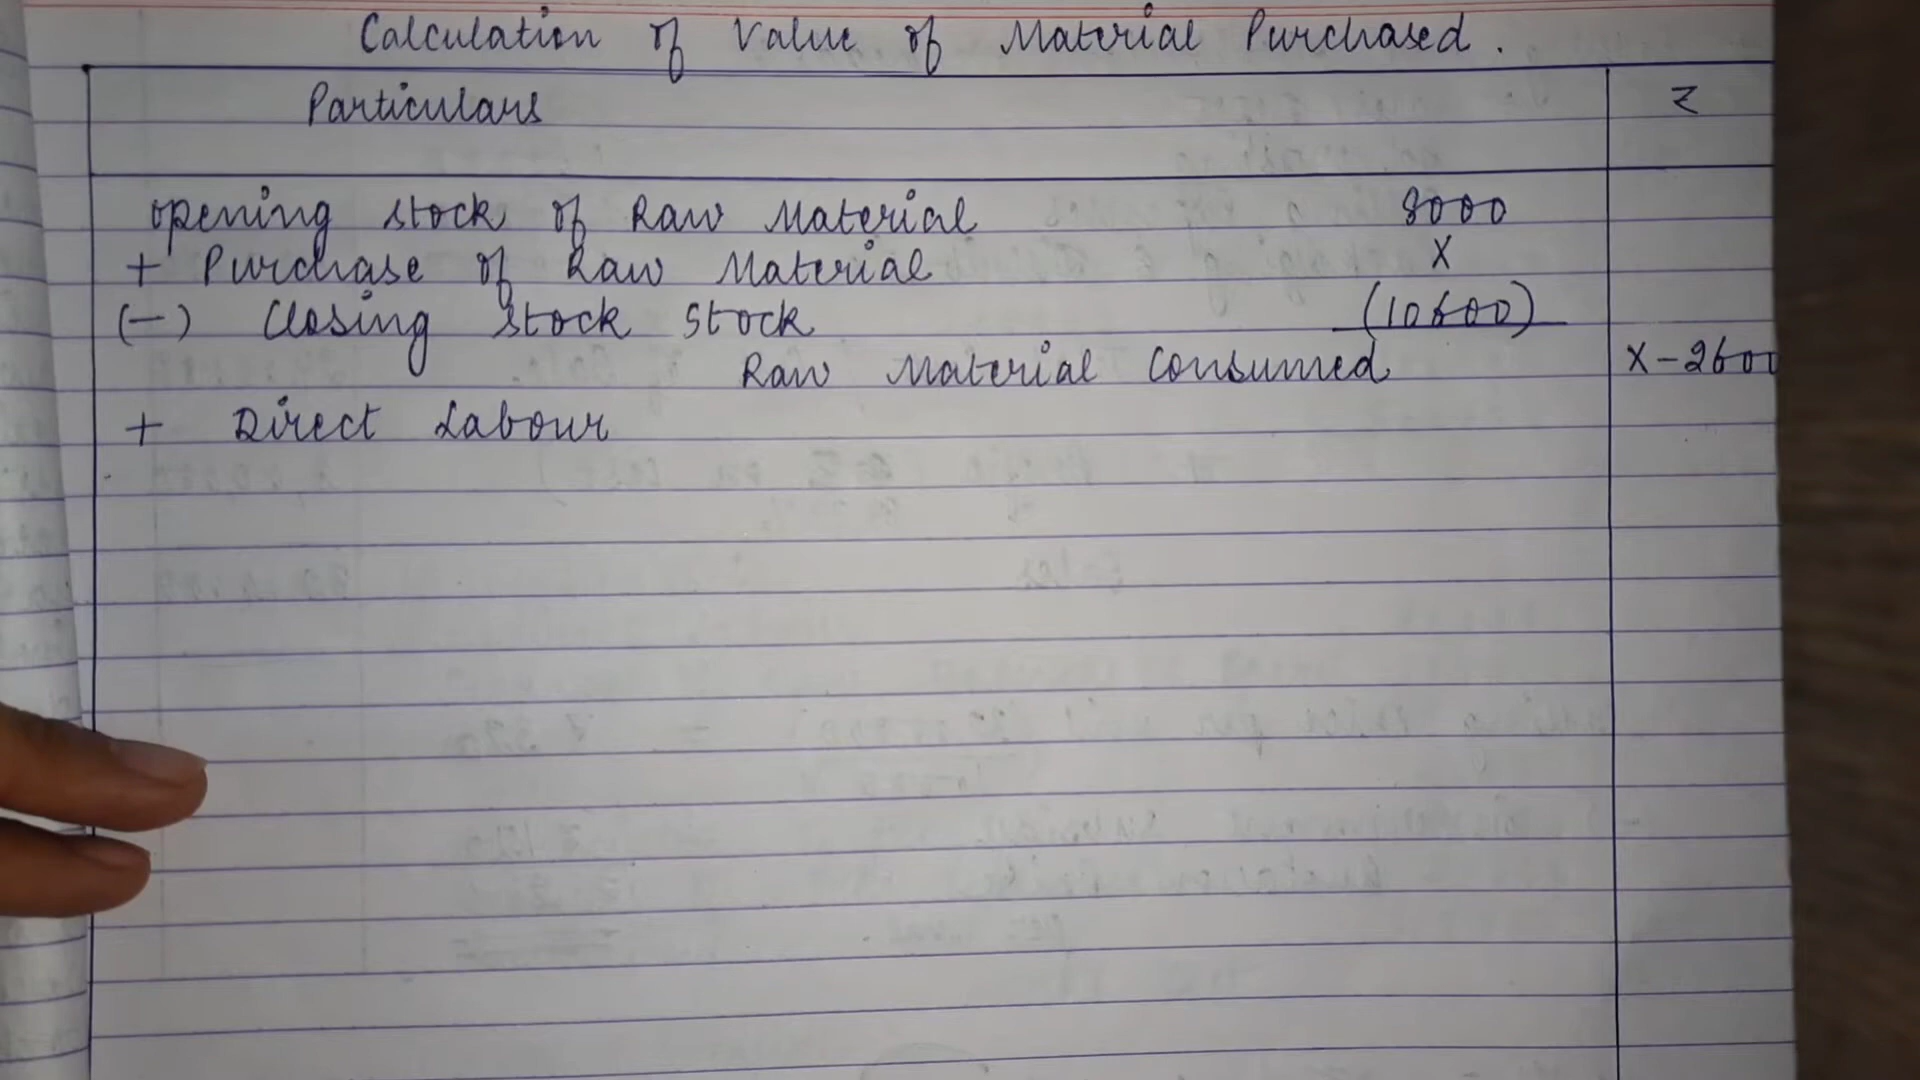 Calculation of Value of Material Purchased.
Particulars ₹
Opening stock of Raw Material 8000
+ Purchase of Raw Material X
(-) Closing stock stock (10600)
Raw Material Consumed X-2600
+ Direct Labour